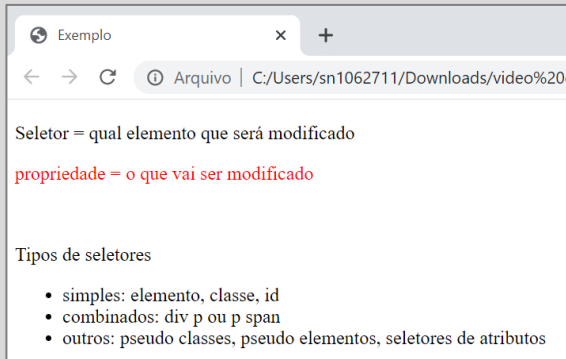 Exemplo
Arquivo C:/Users/sn1062711/Downloads/video%20
Seletor = qual elemento que será modificado
propriedade = o que vai ser modificado
Tipos de seletores
• simples: elemento, classe, id
• combinados: div p ou p span
• outros: pseudo classes, pseudo elementos, seletores de atributos